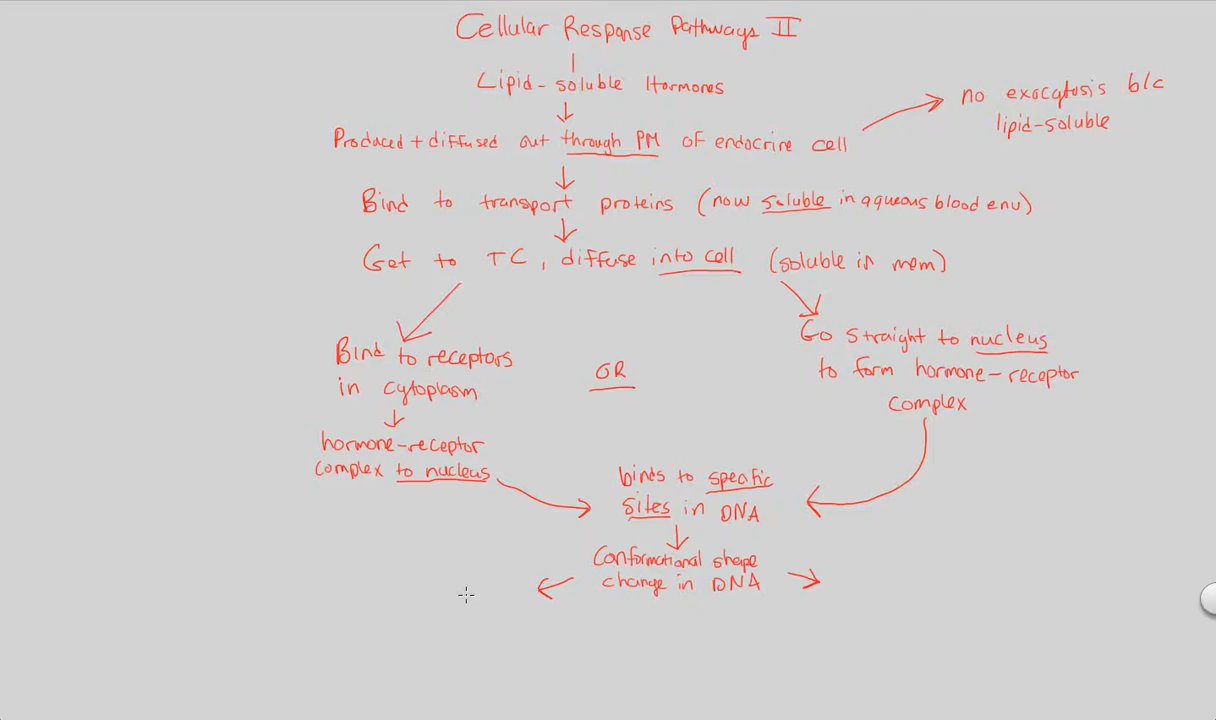 Cellular Response Pathways II
Lipid-soluble Hormones
Produced + diffused out through PM of endocrine cell
no exocytosis b/c
lipid-soluble
Bind to transport proteins (now soluble in aqueous blood env)
Get to TC, diffuse into cell (soluble in mem)
Bind to receptors
in cytoplasm
OR
Go straight to nucleus
to form hormone-receptor
complex
hormone-receptor
complex to nucleus
binds to specific
sites in DNA
Conformational shape
change in DNA